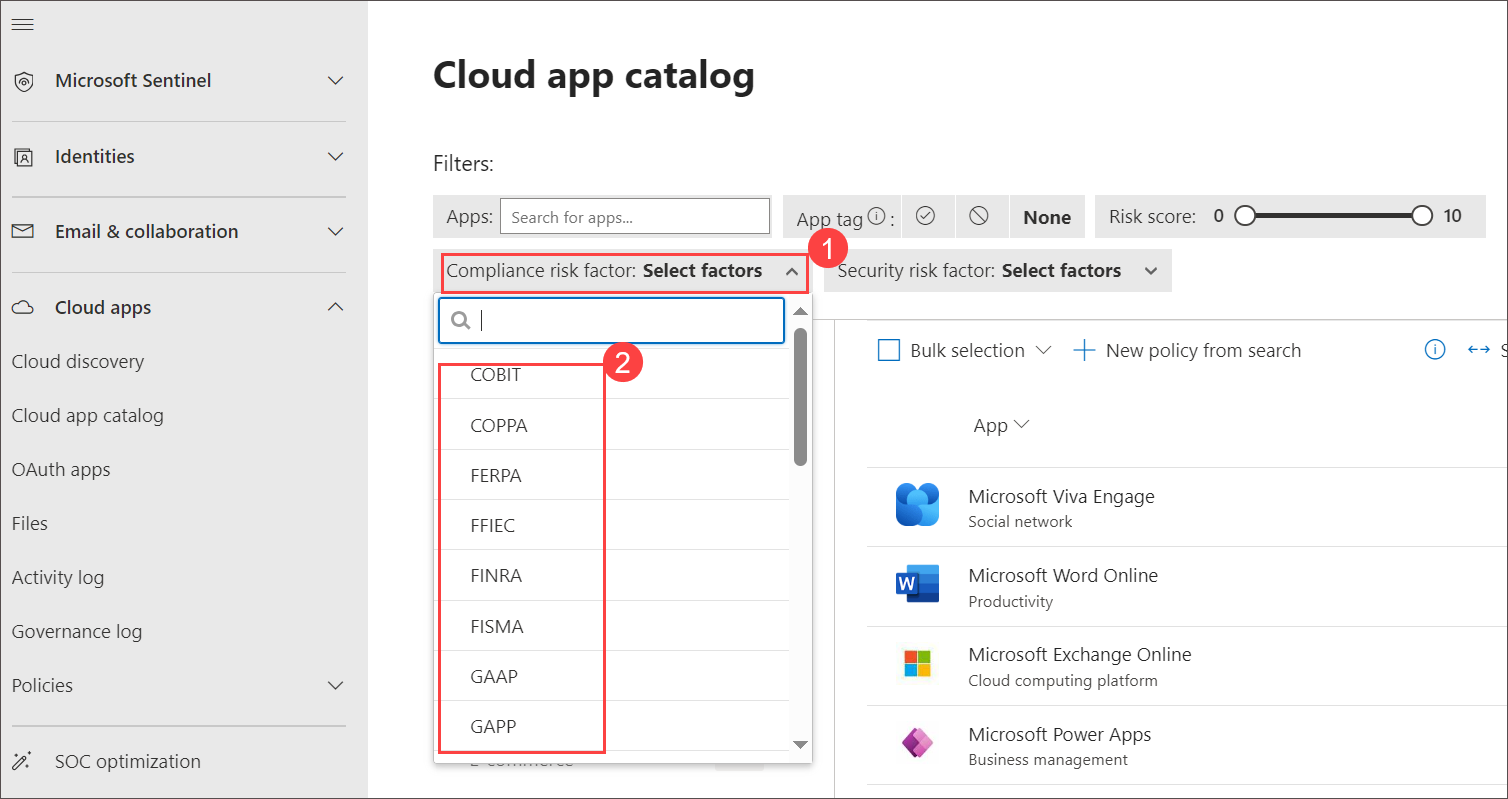 Microsoft Sentinel
Identities
Email & collaboration
Cloud apps
Cloud discovery
Cloud app catalog
OAuth apps
Files
Activity log
Governance log
Policies
SOC optimization
Cloud app catalog
Filters:
Apps: Search for apps... App tag : None Risk score: 0 10
Compliance risk factor: Select factors 1 Security risk factor: Select factors
2
COBIT
COPPA
FERPA
FFIEC
FINRA
FISMA
GAAP
GAPP
Bulk selection New policy from search S
App
Microsoft Viva Engage
Social network
Microsoft Word Online
Productivity
Microsoft Exchange Online
Cloud computing platform
Microsoft Power Apps
Business management